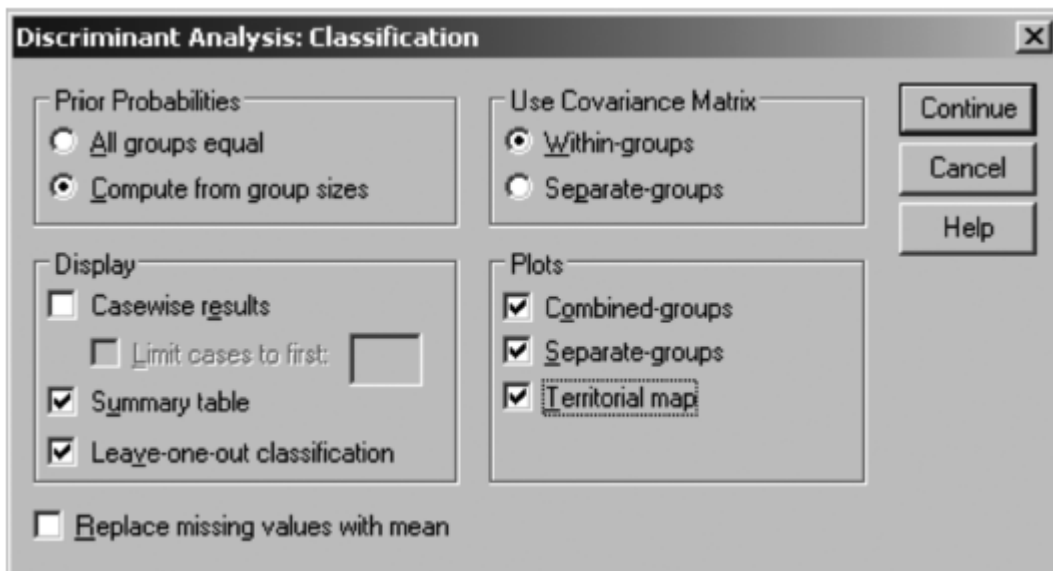 Discriminant Analysis: Classification
Prior Probabilities
All groups equal
Compute from group sizes
Use Covariance Matrix
Within-groups
Separate-groups
Continue
Cancel
Help
Display
Casewise results
Limit cases to first:
Summary table
Leave-one-out classification
Plots
Combined-groups
Separate-groups
Territorial map
Replace missing values with mean